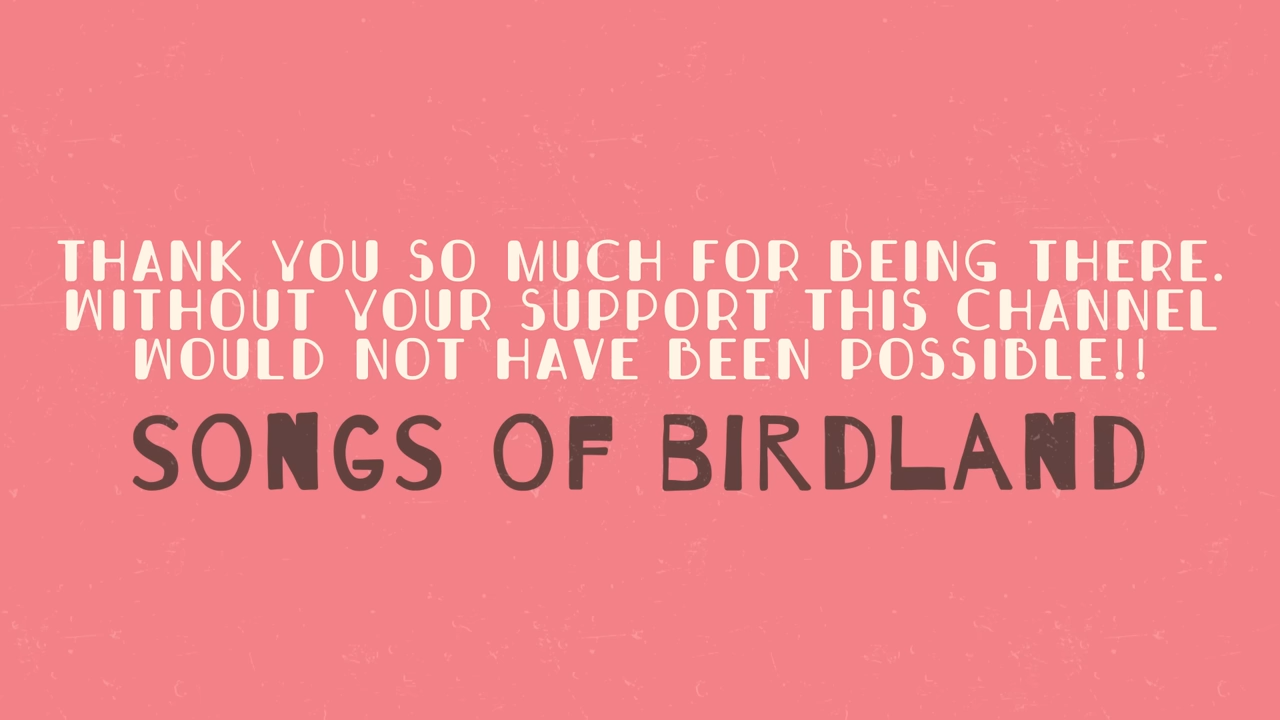 THANK YOU SO MUCH FOR BEING THERE.
WITHOUT YOUR SUPPORT THIS CHANNEL
WOULD NOT HAVE BEEN POSSIBLE!!
SONGS OF BIRDLAND